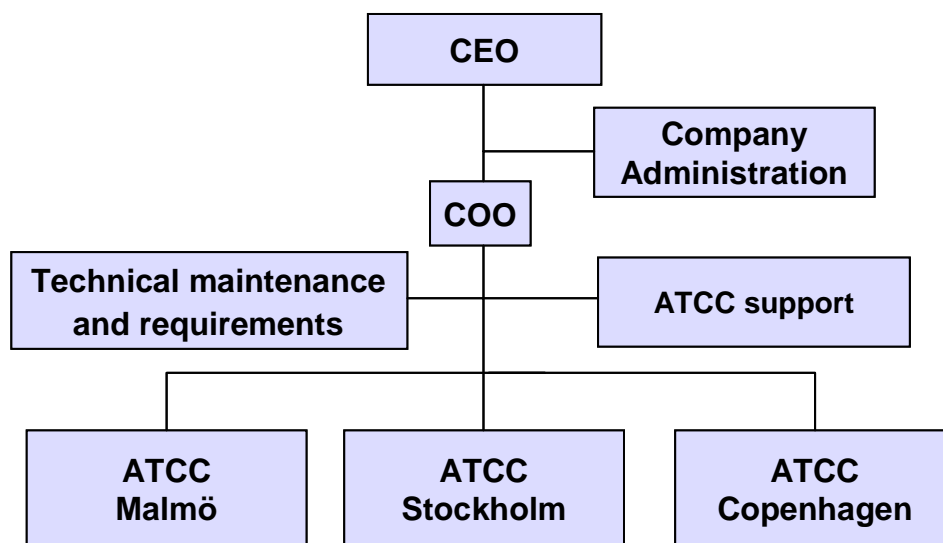 CEO
Company
Administration
COO
Technical maintenance
and requirements
ATCC support
ATCC
Malmö
ATCC
Stockholm
ATCC
Copenhagen